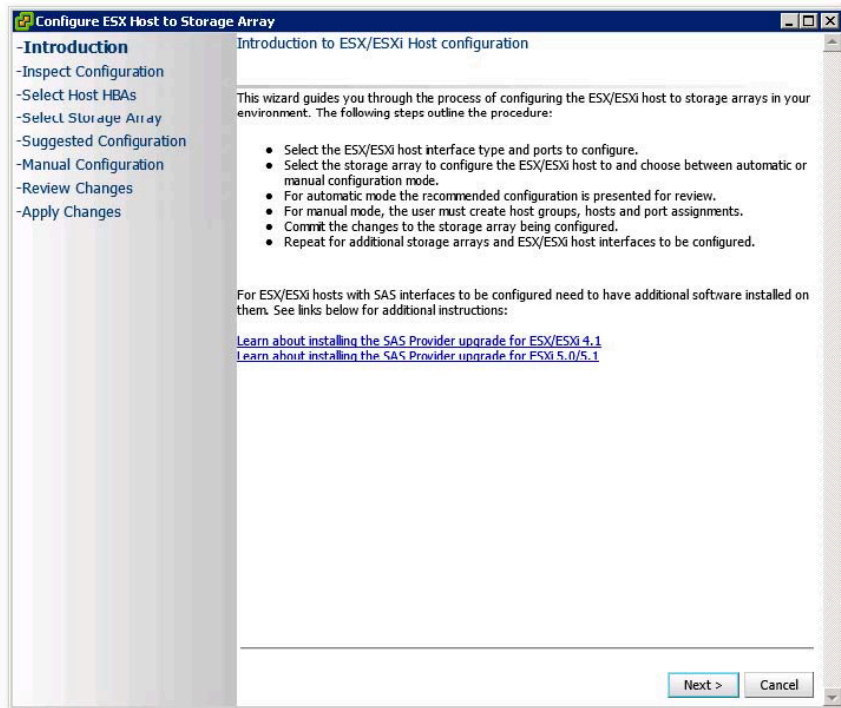 Configure ESX Host to Storage Array
-Introduction
-Inspect Configuration
-Select Host HBAs
-Select Storage Array
-Suggested Configuration
-Manual Configuration
-Review Changes
-Apply Changes
Introduction to ESX/ESXi Host configuration
This wizard guides you through the process of configuring the ESX/ESXi host to storage arrays in your
environment. The following steps outline the procedure:
● Select the ESX/ESXi host interface type and ports to configure.
● Select the storage array to configure the ESX/ESXi host to and choose between automatic or
manual configuration mode.
● For automatic mode the recommended configuration is presented for review.
● For manual mode, the user must create host groups, hosts and port assignments.
● Commit the changes to the storage array being configured.
● Repeat for additional storage arrays and ESX/ESXi host interfaces to be configured.
For ESX/ESXi hosts with SAS interfaces to be configured need to have additional software installed on
them. See links below for additional instructions:
Learn about installing the SAS Provider upgrade for ESX/ESXi 4.1
Learn about installing the SAS Provider upgrade for ESXi 5.0/5.1
Next >
Cancel